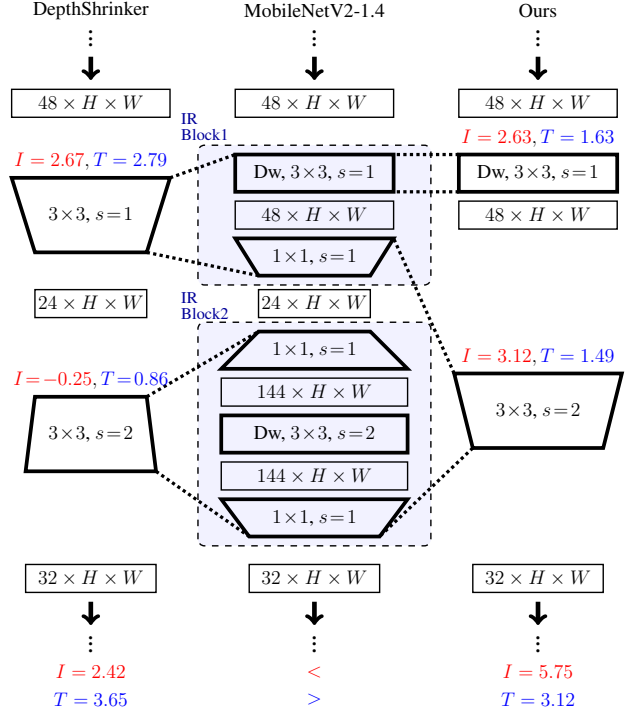 DepthShrinker MobileNetV2-1.4 Ours
48 × H × W 48 × H × W 48 × H × W
IR
Block1
I = 2.67, T = 2.79 I = 2.63, T = 1.63
Dw, 3×3, s=1 Dw, 3×3, s=1
3×3, s=1 48 × H × W 48 × H × W
1×1, s=1
24 × H × W 24 × H × W
IR
Block2
1×1, s=1 I = 3.12, T = 1.49
I=−0.25, T=0.86 144 × H × W
3×3, s=2 Dw, 3×3, s=2 3×3, s=2
144 × H × W
1×1, s=1
32 × H × W 32 × H × W 32 × H × W
I = 2.42 < I = 5.75
T = 3.65 > T = 3.12